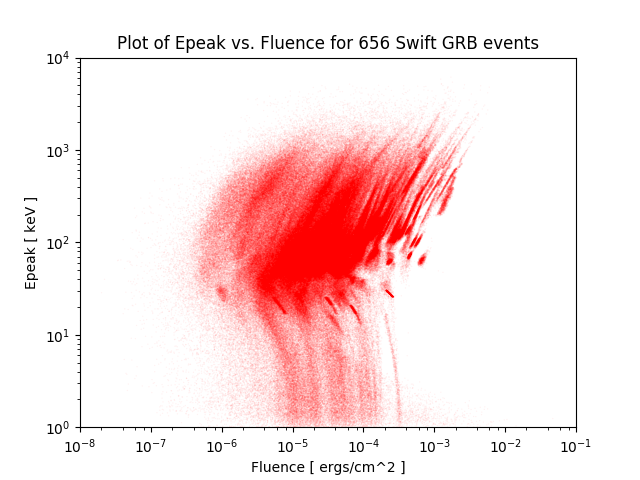 Plot of Epeak vs. Fluence for 656 Swift GRB events
10^4
10^3
10^2
10^1
10^0
Epeak [ keV ]
10^-8 10^-7 10^-6 10^-5 10^-4 10^-3 10^-2 10^-1
Fluence [ ergs/cm^2 ]